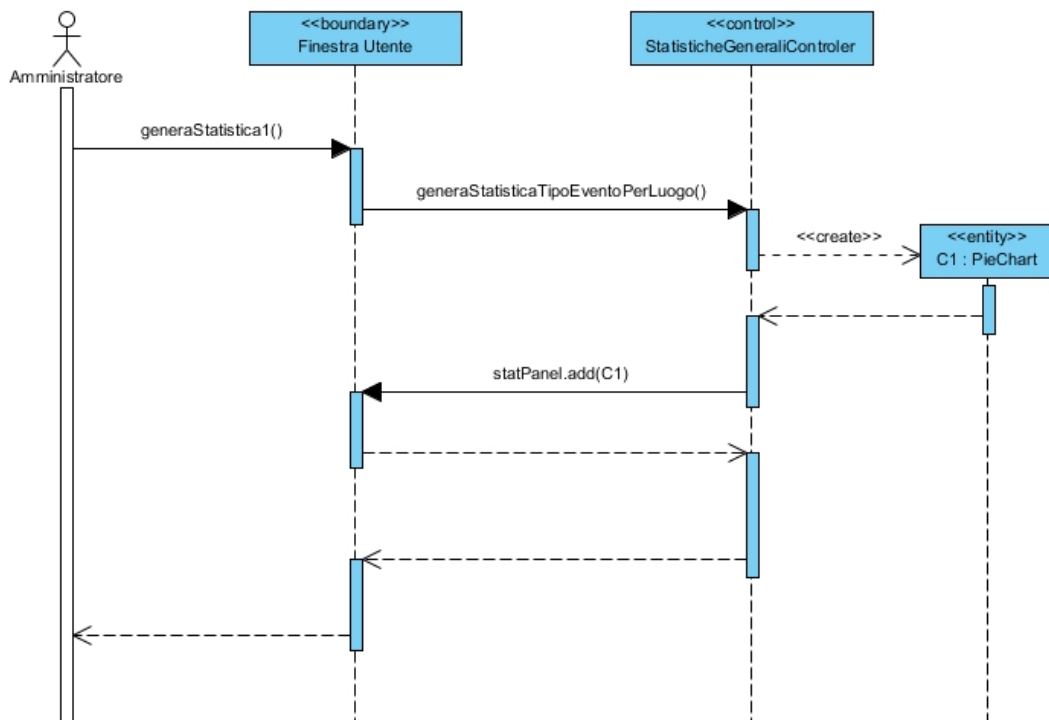 <<boundary>>
Finestra Utente
<<control>>
StatisticheGeneraliControler
Amministratore
generaStatistica1()
generaStatisticaTipoEventoPerLuogo()
<<create>>
<<entity>>
C1 : PieChart
statPanel.add(C1)